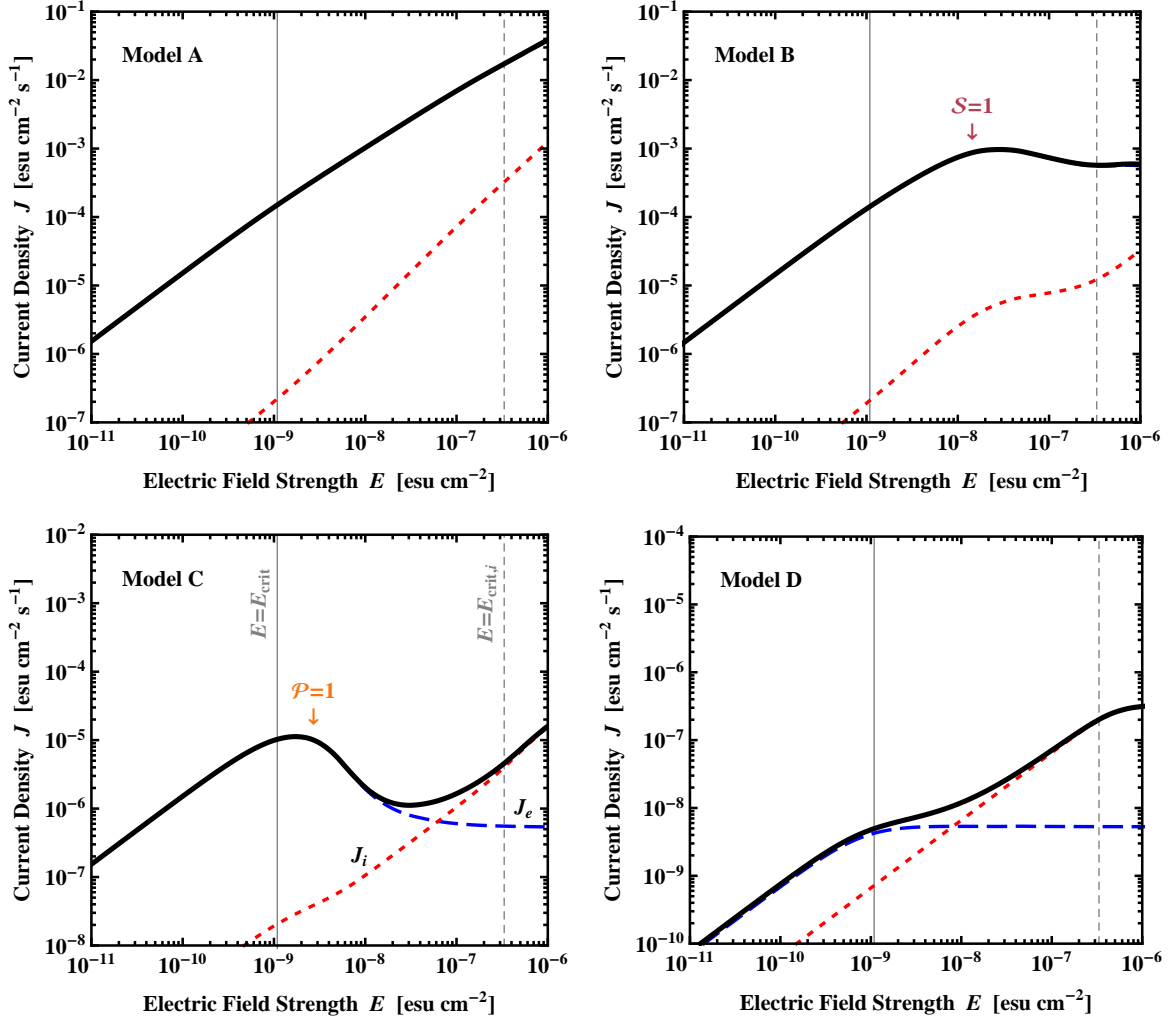 Model A
10⁻¹
10⁻²
10⁻³
10⁻⁴
10⁻⁵
10⁻⁶
10⁻⁷
Current Density J [esu cm⁻² s⁻¹]
10⁻¹¹ 10⁻¹⁰ 10⁻⁹ 10⁻⁸ 10⁻⁷ 10⁻⁶
Electric Field Strength E [esu cm⁻²]
Model B
𝒮=1
↓
10⁻¹
10⁻²
10⁻³
10⁻⁴
10⁻⁵
10⁻⁶
10⁻⁷
Current Density J [esu cm⁻² s⁻¹]
10⁻¹¹ 10⁻¹⁰ 10⁻⁹ 10⁻⁸ 10⁻⁷ 10⁻⁶
Electric Field Strength E [esu cm⁻²]
Model C
E=E_crit
E=E_crit,i
𝒫=1
↓
J_e
J_i
10⁻²
10⁻³
10⁻⁴
10⁻⁵
10⁻⁶
10⁻⁷
10⁻⁸
Current Density J [esu cm⁻² s⁻¹]
10⁻¹¹ 10⁻¹⁰ 10⁻⁹ 10⁻⁸ 10⁻⁷ 10⁻⁶
Electric Field Strength E [esu cm⁻²]
Model D
10⁻⁴
10⁻⁵
10⁻⁶
10⁻⁷
10⁻⁸
10⁻⁹
10⁻¹⁰
Current Density J [esu cm⁻² s⁻¹]
10⁻¹¹ 10⁻¹⁰ 10⁻⁹ 10⁻⁸ 10⁻⁷ 10⁻⁶
Electric Field Strength E [esu cm⁻²]